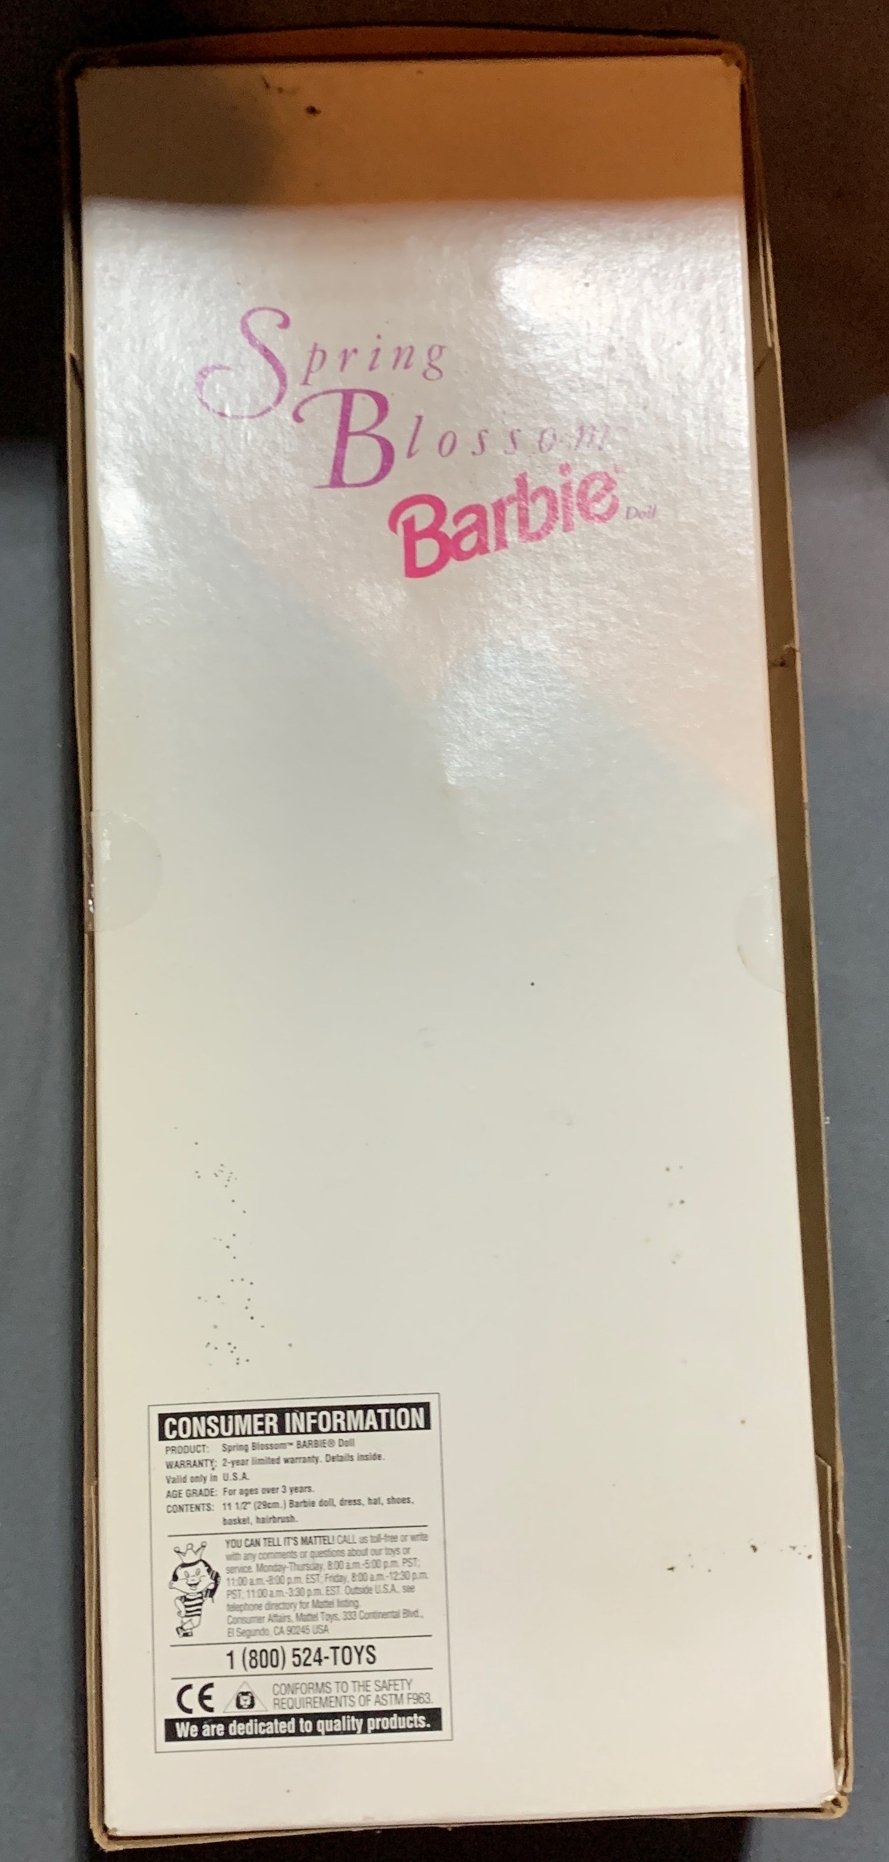 Spring
Blossom™
Barbie® Doll
CONSUMER INFORMATION
PRODUCT: Spring Blossom™ BARBIE® Doll
WARRANTY: 2-year limited warranty. Details inside.
Valid only in U.S.A.
AGE GRADE: For ages over 3 years.
CONTENTS: 11 1/2" (29cm.) Barbie doll, dress, hat, shoes,
basket, hairbrush.
YOU CAN TELL IT'S MATTEL! CALL us toll-free or write
with any comments or questions about our toys or
service. Monday-Thursday, 8:00 a.m.-5:00 p.m. PST;
11:00 a.m.-8:00 p.m. EST, Friday, 8:00 a.m.-12:30 p.m.
PST, 11:00 a.m.-3:30 p.m. EST. Outside U.S.A., see
telephone directory for Mattel listing.
Consumer Affairs, Mattel Toys, 333 Continental Blvd.,
El Segundo, CA 90245 USA
1 (800) 524-TOYS
CE
CONFORMS TO THE SAFETY
REQUIREMENTS OF ASTM F963.
We are dedicated to quality products.